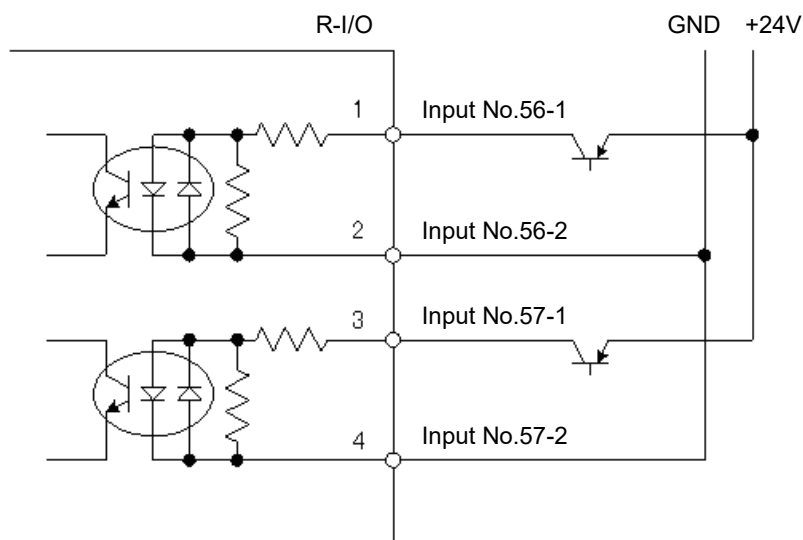 R-I/O GND +24V
1 Input No.56-1
2 Input No.56-2
3 Input No.57-1
4 Input No.57-2